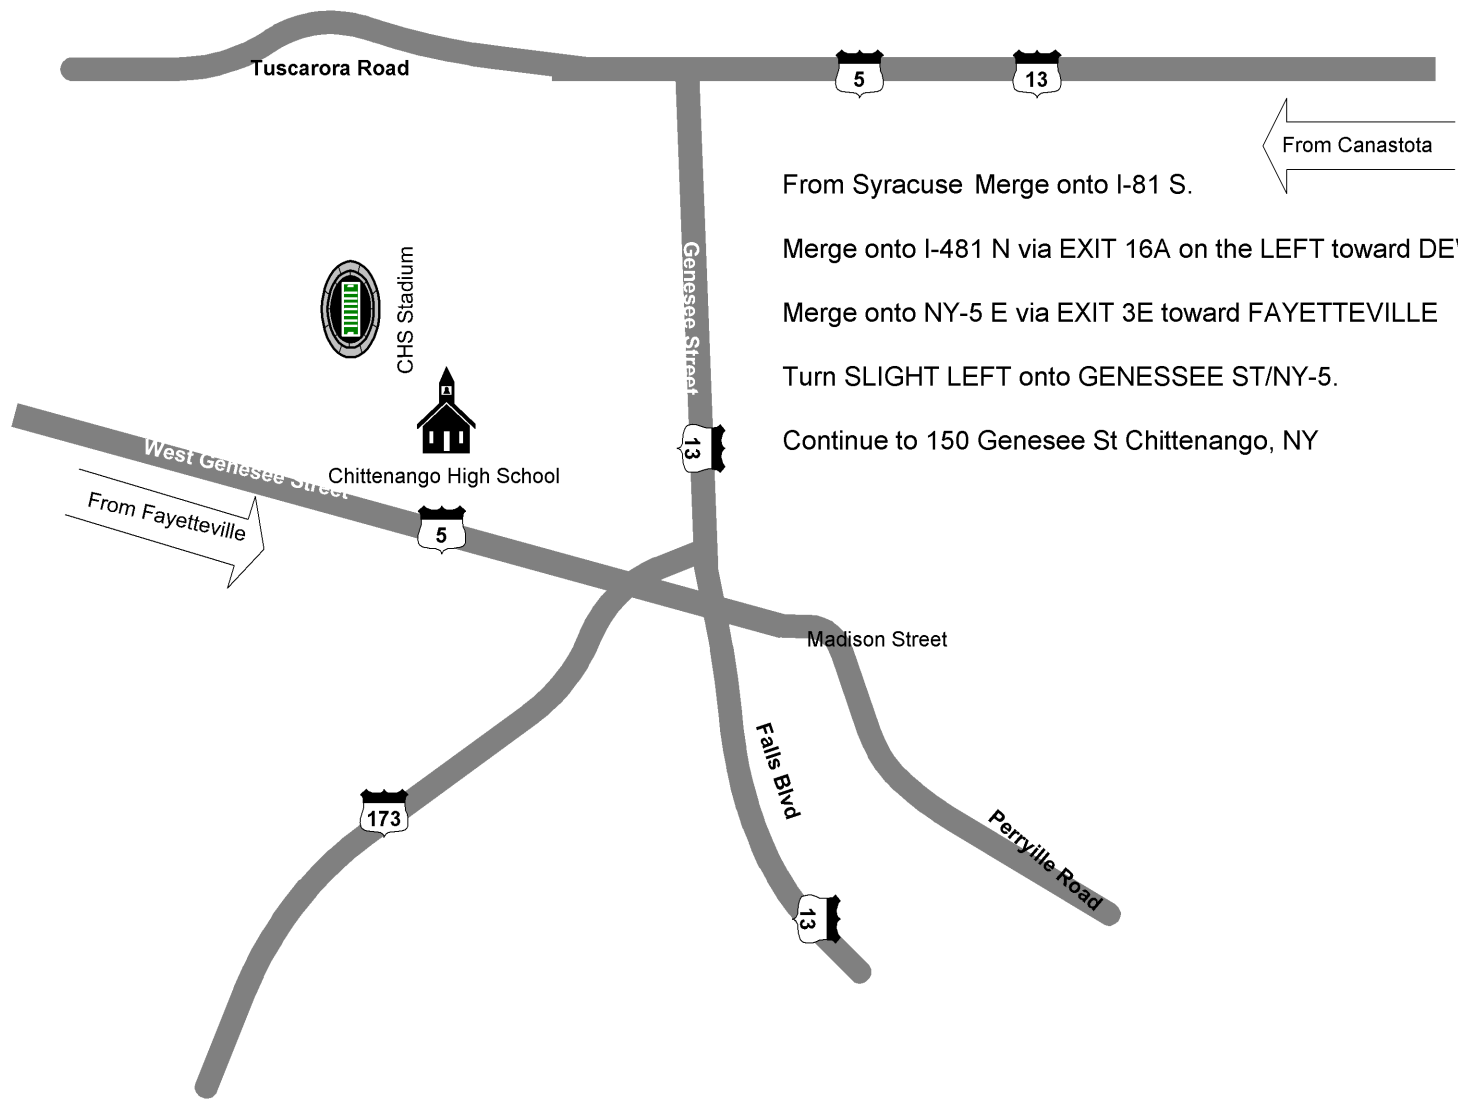 Tuscarora Road
5
13
From Canastota
From Syracuse Merge onto I-81 S.
Merge onto I-481 N via EXIT 16A on the LEFT toward
Merge onto NY-5 E via EXIT 3E toward FAYETTEVILLE
Turn SLIGHT LEFT onto GENESSEE ST/NY-5.
Continue to 150 Genesee St Chittenango, NY
Genesee Street
CHS Stadium
13
West Genesee Street
Chittenango High School
From Fayetteville
5
Madison Street
Falls Blvd
173
Perryville Road
13